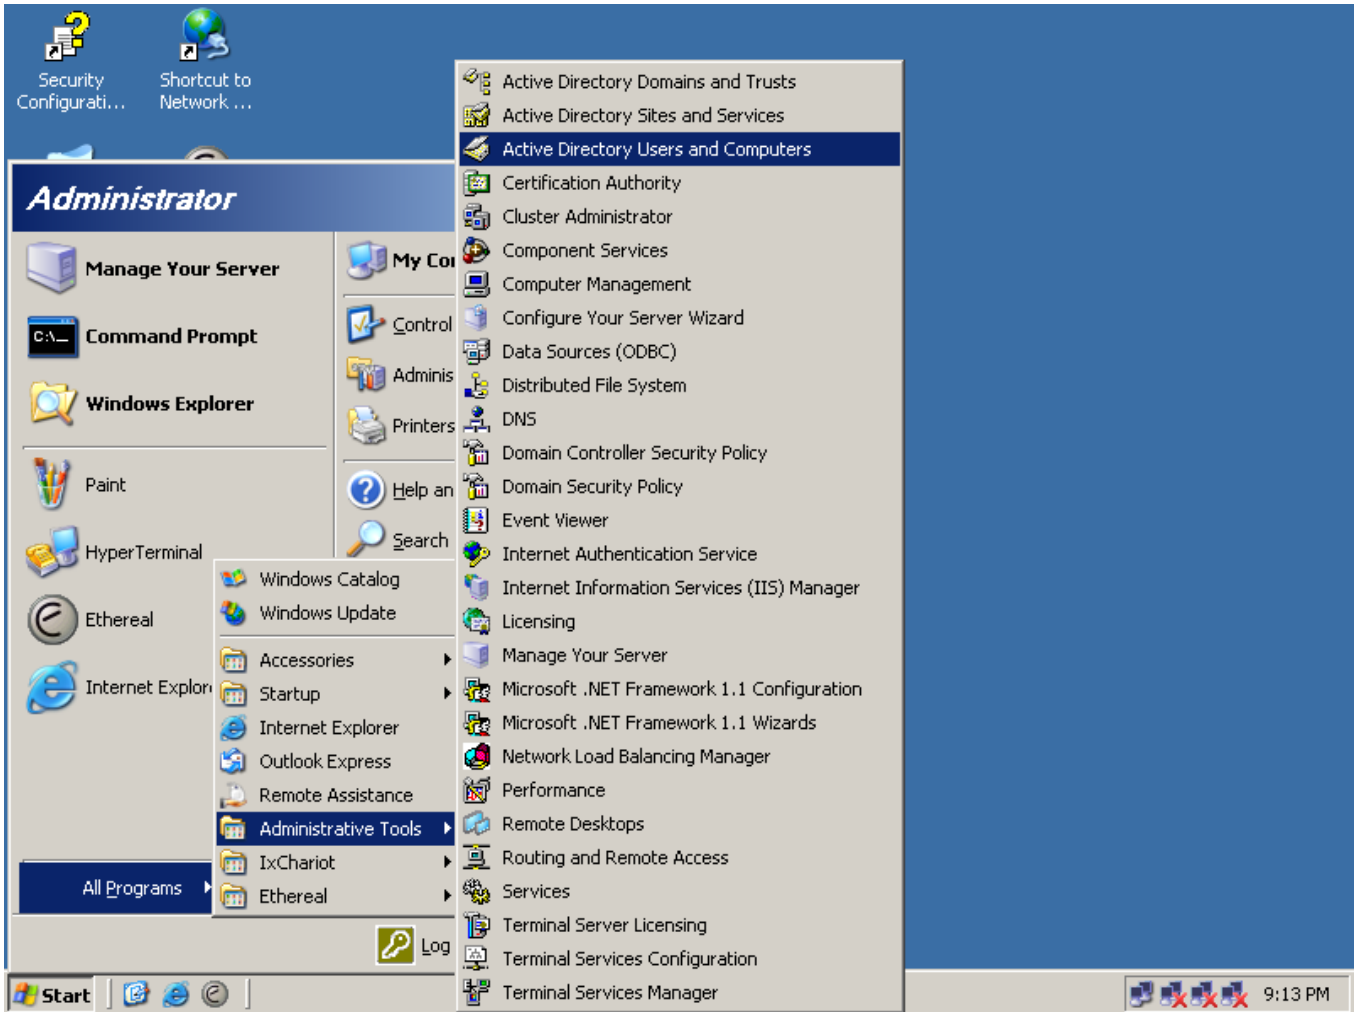 Security
Configurati...
Shortcut to
Network ...
Administrator
Manage Your Server
Command Prompt
Windows Explorer
Paint
HyperTerminal
Ethereal
Internet Explor
All Programs
My Co
Control
Adminis
Printers
Help an
Search
Log
Windows Catalog
Windows Update
Accessories
Startup
Internet Explorer
Outlook Express
Remote Assistance
Administrative Tools
IxChariot
Ethereal
Active Directory Domains and Trusts
Active Directory Sites and Services
Active Directory Users and Computers
Certification Authority
Cluster Administrator
Component Services
Computer Management
Configure Your Server Wizard
Data Sources (ODBC)
Distributed File System
DNS
Domain Controller Security Policy
Domain Security Policy
Event Viewer
Internet Authentication Service
Internet Information Services (IIS) Manager
Licensing
Manage Your Server
Microsoft .NET Framework 1.1 Configuration
Microsoft .NET Framework 1.1 Wizards
Network Load Balancing Manager
Performance
Remote Desktops
Routing and Remote Access
Services
Terminal Server Licensing
Terminal Services Configuration
Terminal Services Manager
Start
9:13 PM